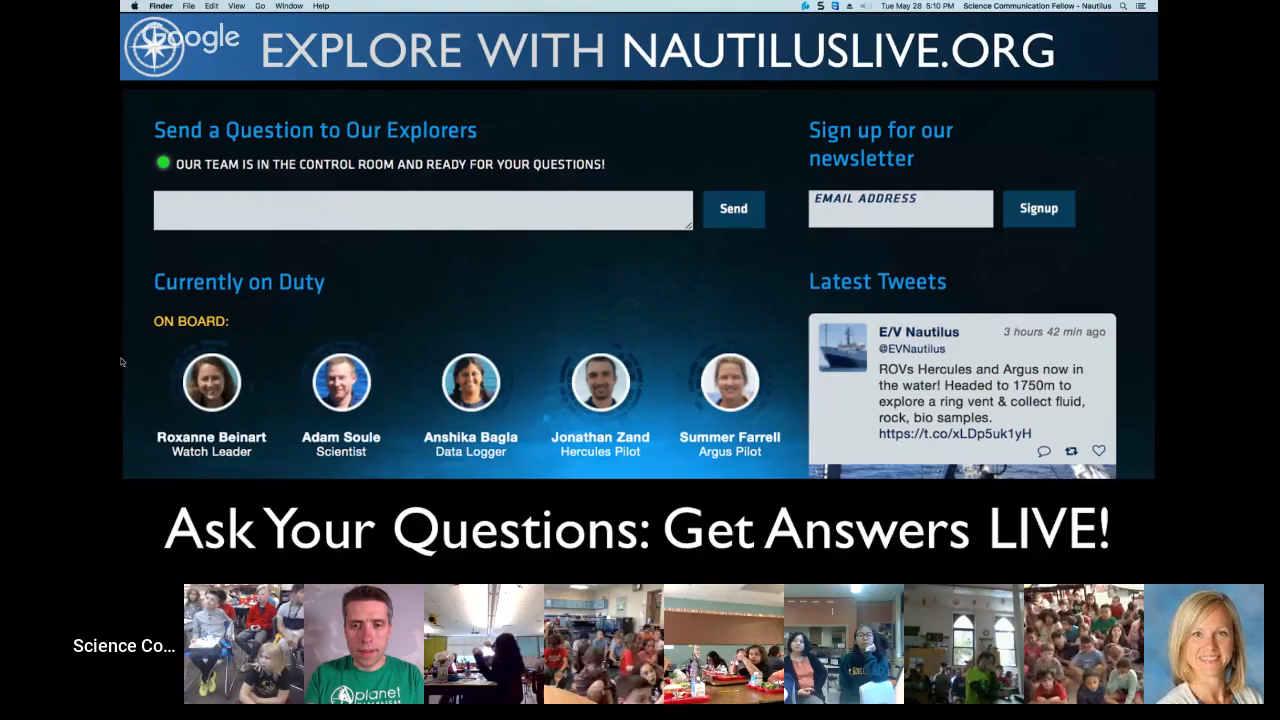 Finder File Edit View Go Window Help
Tue May 28 5:10 PM Science Communication Fellow - Nautilus
Google
EXPLORE WITH NAUTILUSLIVE.ORG
Send a Question to Our Explorers
OUR TEAM IS IN THE CONTROL ROOM AND READY FOR YOUR QUESTIONS!
Send
Sign up for our
newsletter
EMAIL ADDRESS
Signup
Currently on Duty
ON BOARD:
Roxanne Beinart
Watch Leader
Adam Soule
Scientist
Anshika Bagla
Data Logger
Jonathan Zand
Hercules Pilot
Summer Farrell
Argus Pilot
Latest Tweets
E/V Nautilus 3 hours 42 min ago
@EVNautilus
ROVs Hercules and Argus now in
the water! Headed to 1750m to
explore a ring vent & collect fluid,
rock, bio samples.
https://t.co/xLDp5uk1yH
Ask Your Questions: Get Answers LIVE!
Science Co...
planet